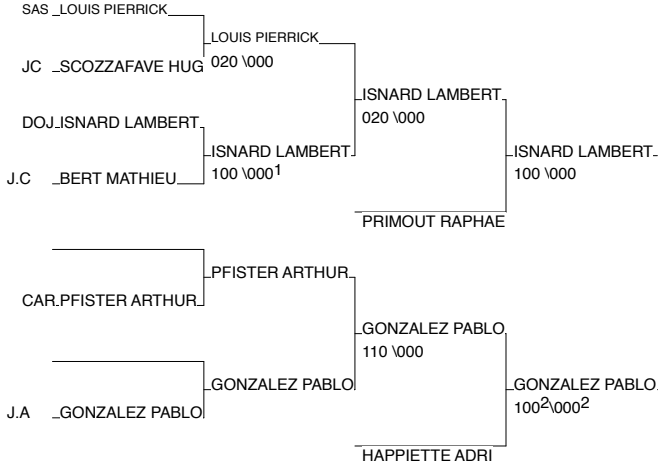 SAS LOUIS PIERRICK
LOUIS PIERRICK
020 \000
JC SCOZZAFAVE HUG
ISNARD LAMBERT
020 \000
DOJ ISNARD LAMBERT
ISNARD LAMBERT
100 \000¹
ISNARD LAMBERT
100 \000
J.C BERT MATHIEU
PRIMOUT RAPHAE
PFISTER ARTHUR
CAR PFISTER ARTHUR
GONZALEZ PABLO
110 \000
GONZALEZ PABLO
GONZALEZ PABLO
100²\000²
J.A GONZALEZ PABLO
HAPPIETTE ADRI